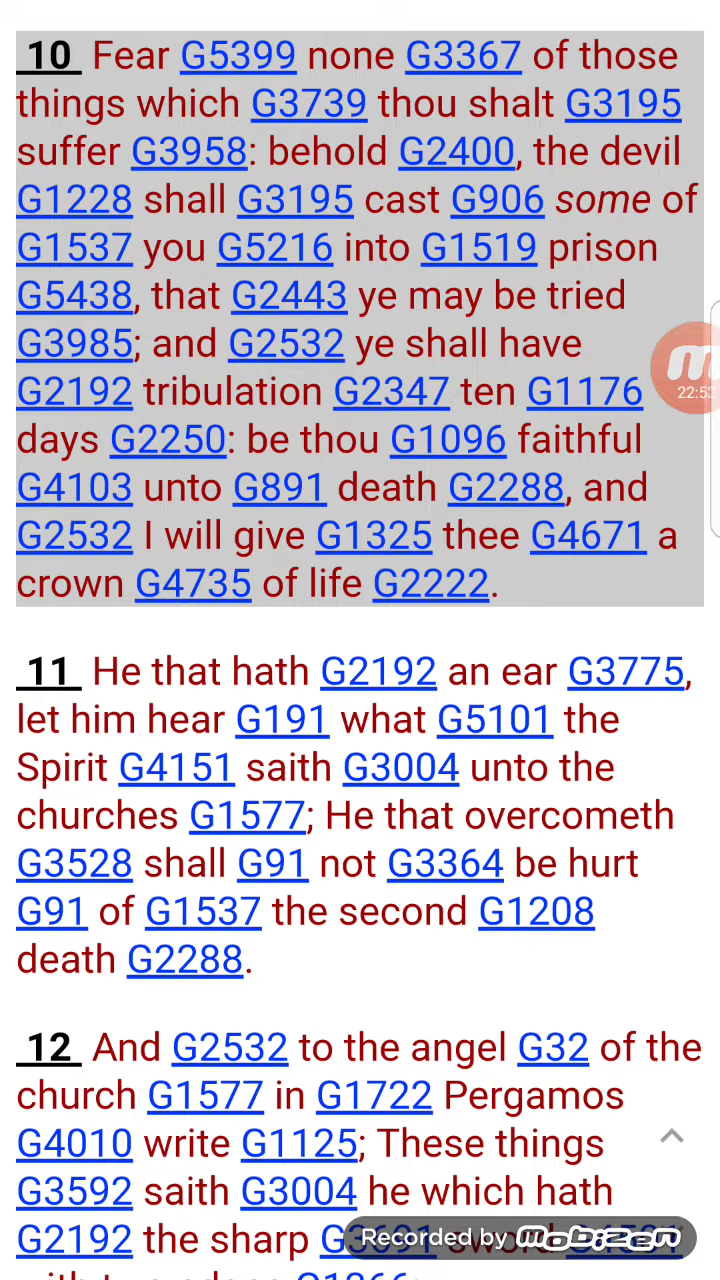 10 Fear G5399 none G3367 of those
things which G3739 thou shalt G3195
suffer G3958: behold G2400, the devil
G1228 shall G3195 cast G906 some of
G1537 you G5216 into G1519 prison
G5438, that G2443 ye may be tried
G3985; and G2532 ye shall have
G2192 tribulation G2347 ten G1176
days G2250: be thou G1096 faithful
G4103 unto G891 death G2288, and
G2532 I will give G1325 thee G4671 a
crown G4735 of life G2222.
22:52
11 He that hath G2192 an ear G3775,
let him hear G191 what G5101 the
Spirit G4151 saith G3004 unto the
churches G1577; He that overcometh
G3528 shall G91 not G3364 be hurt
G91 of G1537 the second G1208
death G2288.
12 And G2532 to the angel G32 of the
church G1577 in G1722 Pergamos
G4010 write G1125; These things
G3592 saith G3004 he which hath
G2192 the sharp G3691 sword
Recorded by MOBIZEN